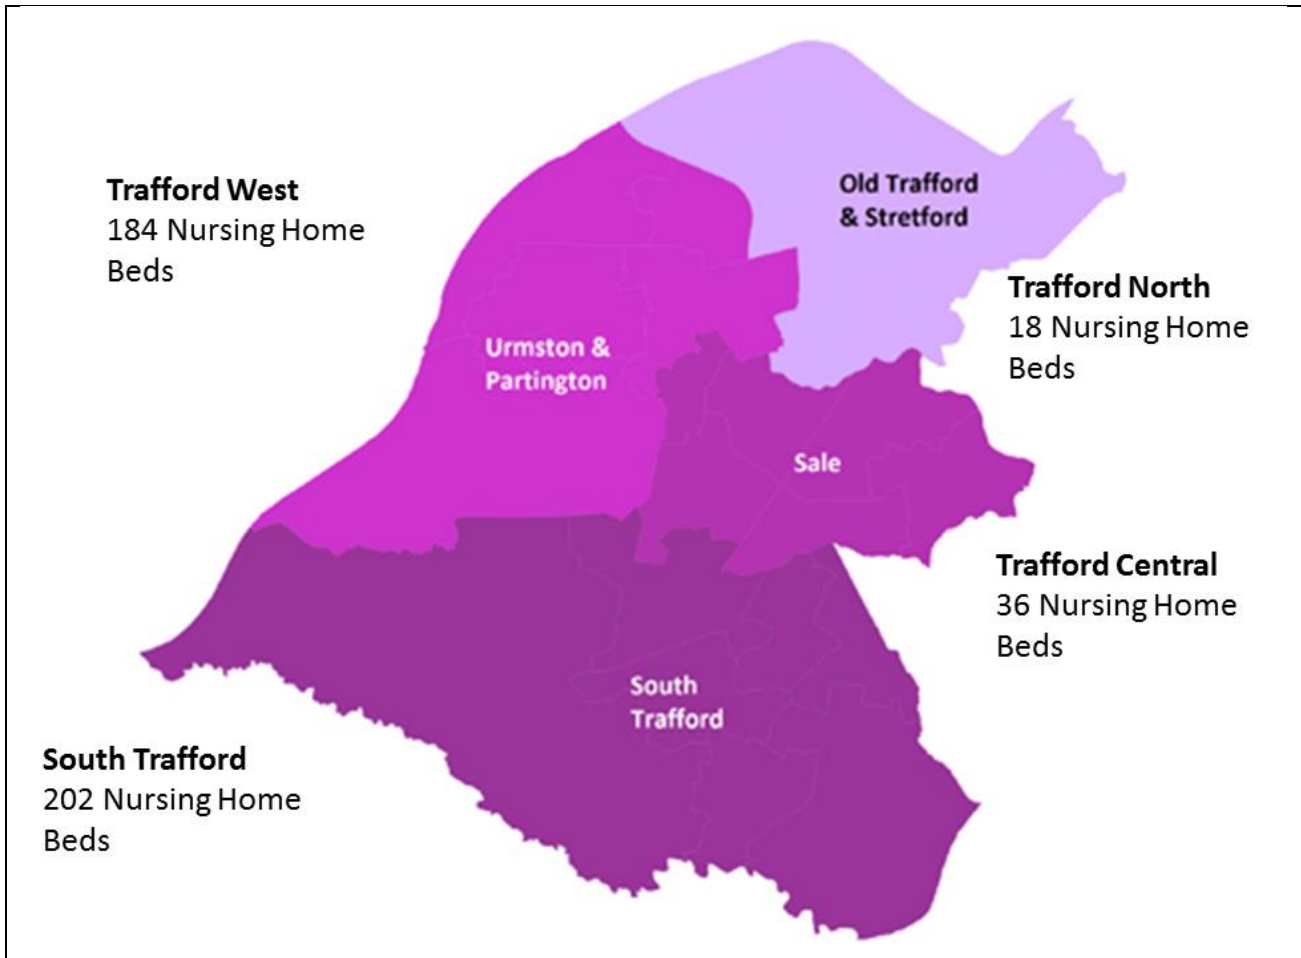 Trafford West
184 Nursing Home
Beds
Old Trafford
& Stretford
Trafford North
18 Nursing Home
Beds
Urmston &
Partington
Sale
Trafford Central
36 Nursing Home
Beds
South
Trafford
South Trafford
202 Nursing Home
Beds